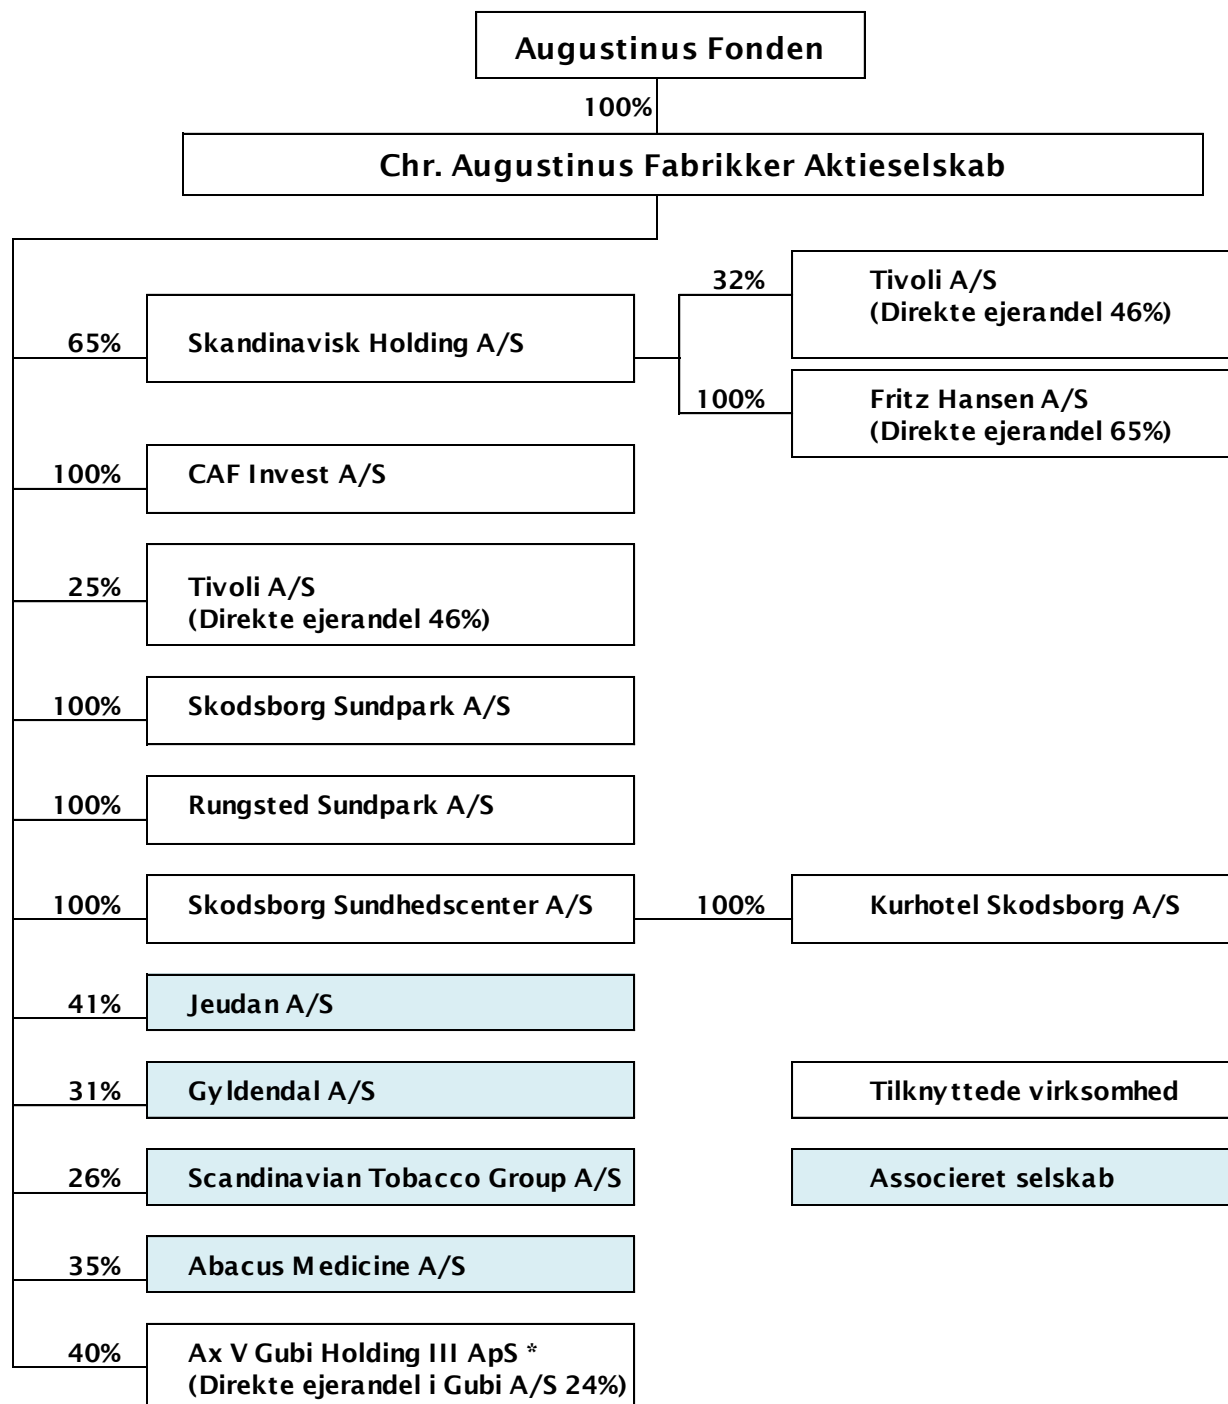 Augustinus Fonden
100%
Chr. Augustinus Fabrikker Aktieselskab
32%
Tivoli A/S
(Direkte ejerandel 46%)
65%
Skandinavisk Holding A/S
100%
Fritz Hansen A/S
(Direkte ejerandel 65%)
100%
CAF Invest A/S
25%
Tivoli A/S
(Direkte ejerandel 46%)
100%
Skodsborg Sundpark A/S
100%
Rungsted Sundpark A/S
100%
Skodsborg Sundhedscenter A/S
100%
Kurhotel Skodsborg A/S
41%
Jeudan A/S
31%
Gyldendal A/S
Tilknyttede virksomhed
26%
Scandinavian Tobacco Group A/S
Associeret selskab
35%
Abacus Medicine A/S
40%
Ax V Gubi Holding III ApS *
(Direkte ejerandel i Gubi A/S 24%)